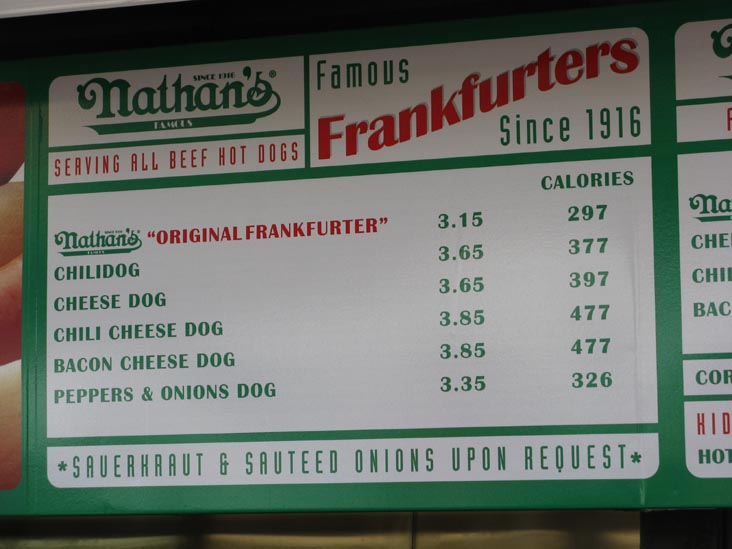 SINCE 1916
Nathan's®
FAMOUS
SERVING ALL BEEF HOT DOGS
Famous
Frankfurters
Since 1916
CALORIES
Nathan's "ORIGINAL FRANKFURTER" 3.15 297
CHILIDOG 3.65 377
CHEESE DOG 3.65 397
CHILI CHEESE DOG 3.85 477
BACON CHEESE DOG 3.85 477
PEPPERS & ONIONS DOG 3.35 326
*SAUERKRAUT & SAUTEED ONIONS UPON REQUEST*